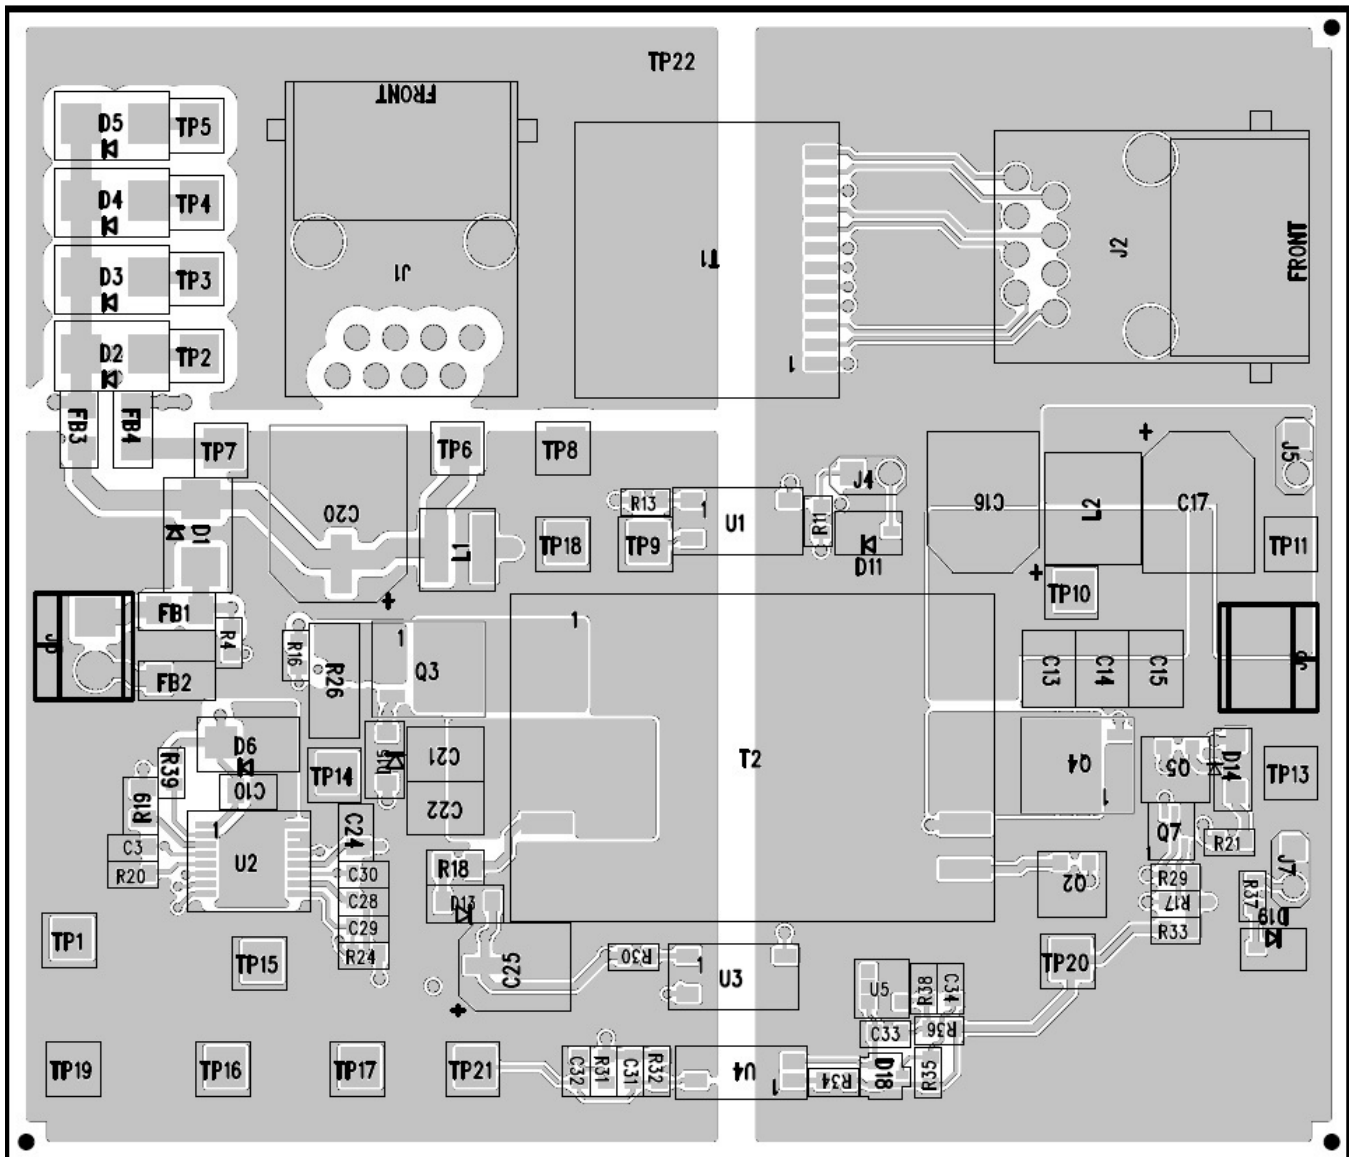 TP22
FRONT
D5 TP5
D4 TP4
D3 TP3
D2 TP2
J1
T1
1
J2
FRONT
FB3 FB4
TP7
TP6
TP8
C20
+
D1
L1
TP18
R13
TP9
1
U1
R11
J4
D11
C16
+
L2
+
C17
J5
TP11
TP10
FB1
R4
FB2
R16
R26
1
Q3
1
C13 C14 C15
D6
R39
C10
R19
TP14
C21
C22
T2
Q4
1
Q5
D14
TP13
1
U2
C3
R20
C24
C30
C28
C29
R24
R18
D13
Q2
Q7
1
R21
J7
R29
R17
R33
R37
D19
TP1
TP15
C25
+
R30
1
U3
TP20
U5
R38
C34
C33
R36
TP19
TP16
TP17
TP21
C32
R31
C31
R32
U4
1
R34
D18
R35